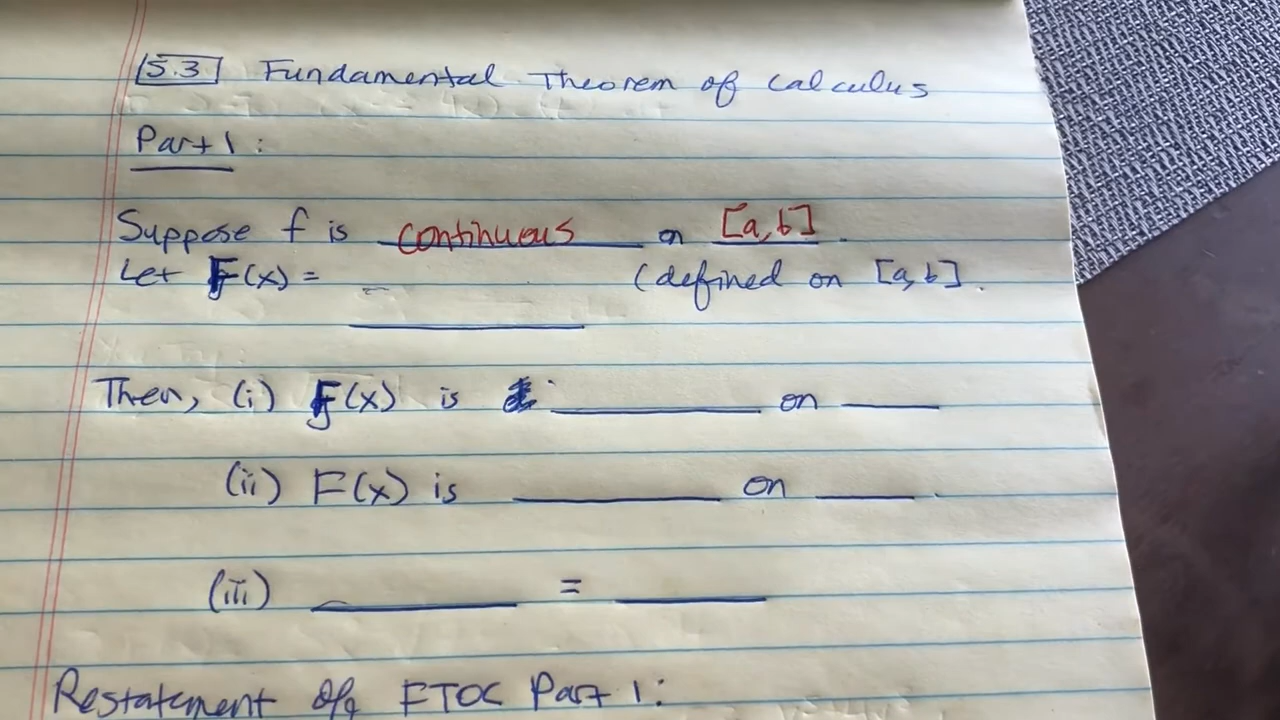 5.3 Fundamental Theorem of Calculus
Part 1:
Suppose f is continuous on [a,b].
Let F(x) = (defined on [a,b].
Then, (i) F(x) is on
(ii) F(x) is on .
(iii) =
Restatement of FTOC Part 1: